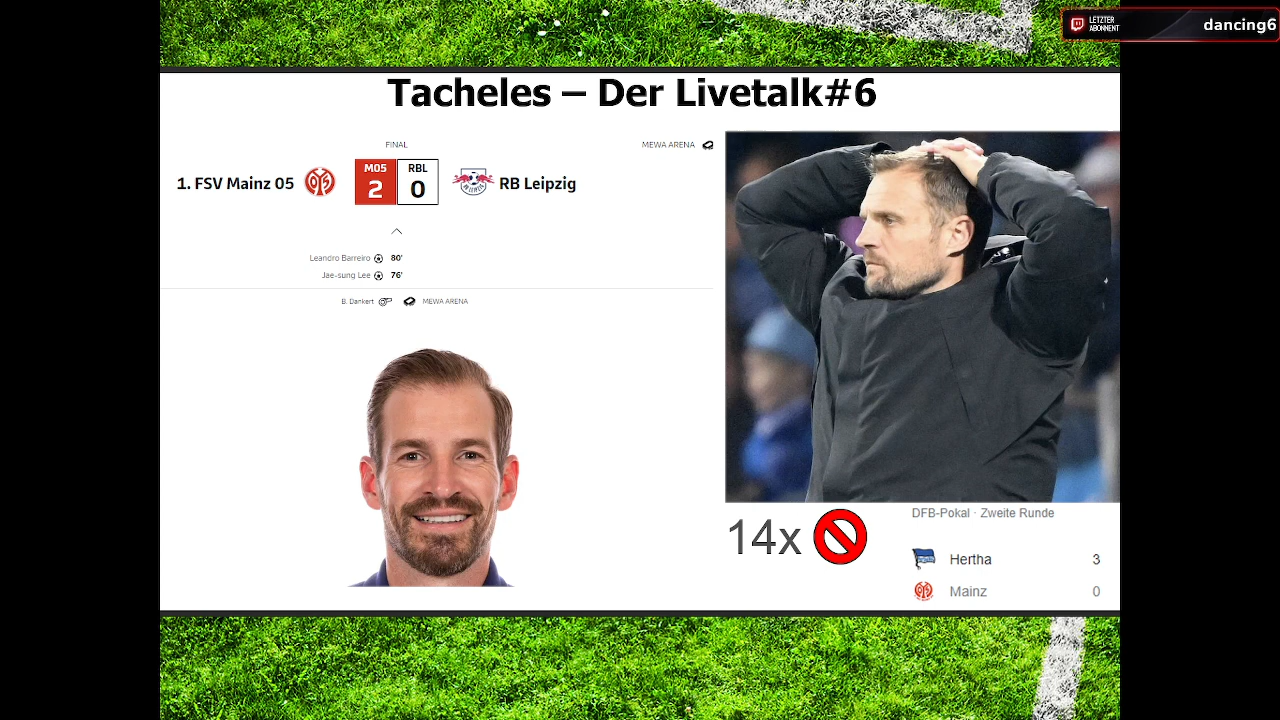 LETZTER
ABONNENT
dancing6
Tacheles – Der Livetalk#6
FINAL
MEWA ARENA
1. FSV Mainz 05
M05
2
RBL
0
RB Leipzig
Leandro Barreiro 80'
Jae-sung Lee 76'
B. Dankert MEWA ARENA
14x
DFB-Pokal · Zweite Runde
Hertha 3
Mainz 0